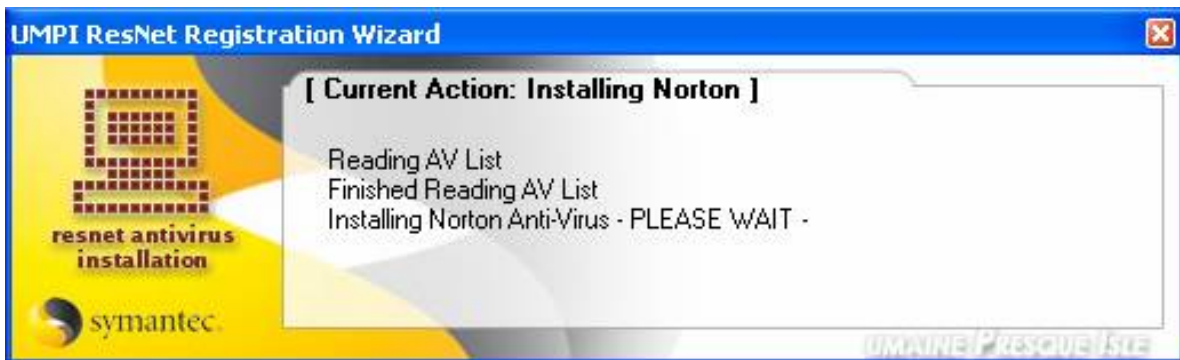 UMPI ResNet Registration Wizard
[ Current Action: Installing Norton ]
Reading AV List
Finished Reading AV List
Installing Norton Anti-Virus - PLEASE WAIT -
resnet antivirus
installation
symantec.
UMAINE PRESQUE ISLE